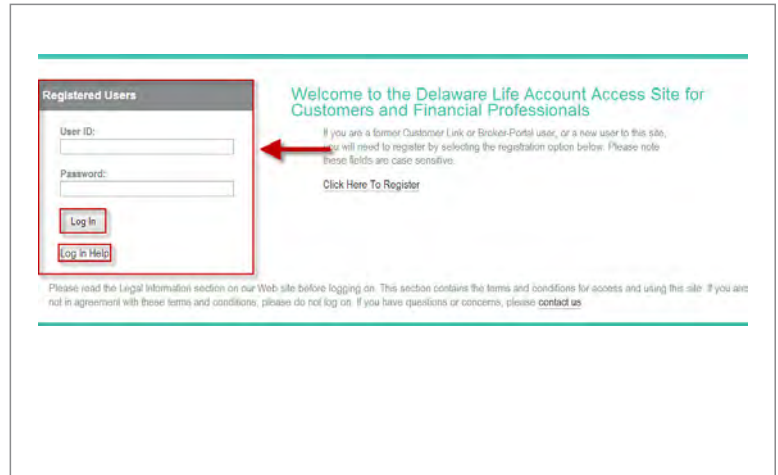 Registered Users
User ID:
Password:
Log In
Log in Help
Welcome to the Delaware Life Account Access Site for
Customers and Financial Professionals
If you are a former Customer Link or Broker-Portal user, or a new user to this site,
you will need to register by selecting the registration option below. Please note
these fields are case sensitive.
Click Here To Register
Please read the Legal Information section on our Web site before logging on. This section contains the terms and conditions for access and using this site. If you are
not in agreement with these terms and conditions, please do not log on. If you have questions or concerns, please contact us